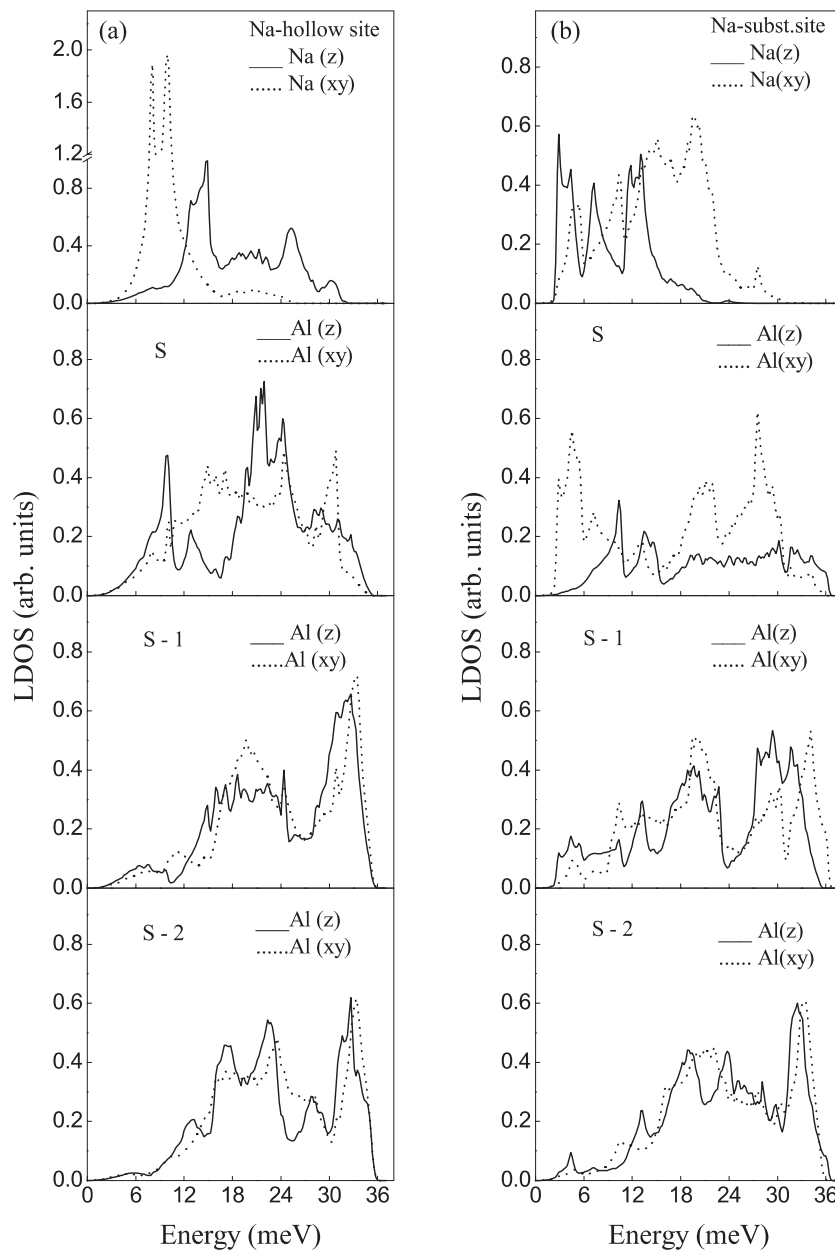 (a) Na-hollow site
Na (z)
Na (xy)
2.0
1.6
1.2
0.8
0.4
0.0
S
Al (z)
Al (xy)
0.8
0.6
0.4
0.2
0.0
S - 1
Al (z)
Al (xy)
0.8
0.6
0.4
0.2
0.0
S - 2
Al (z)
Al (xy)
0.8
0.6
0.4
0.2
0.0
0 6 12 18 24 30 36
Energy (meV)
LDOS (arb. units)
(b) Na-subst.site
Na(z)
Na(xy)
0.8
0.6
0.4
0.2
0.0
S
Al(z)
Al(xy)
0.8
0.6
0.4
0.2
0.0
S - 1
Al(z)
Al(xy)
0.8
0.6
0.4
0.2
0.0
S - 2
Al(z)
Al(xy)
0.8
0.6
0.4
0.2
0.0
0 6 12 18 24 30 36
Energy (meV)
LDOS (arb. units)